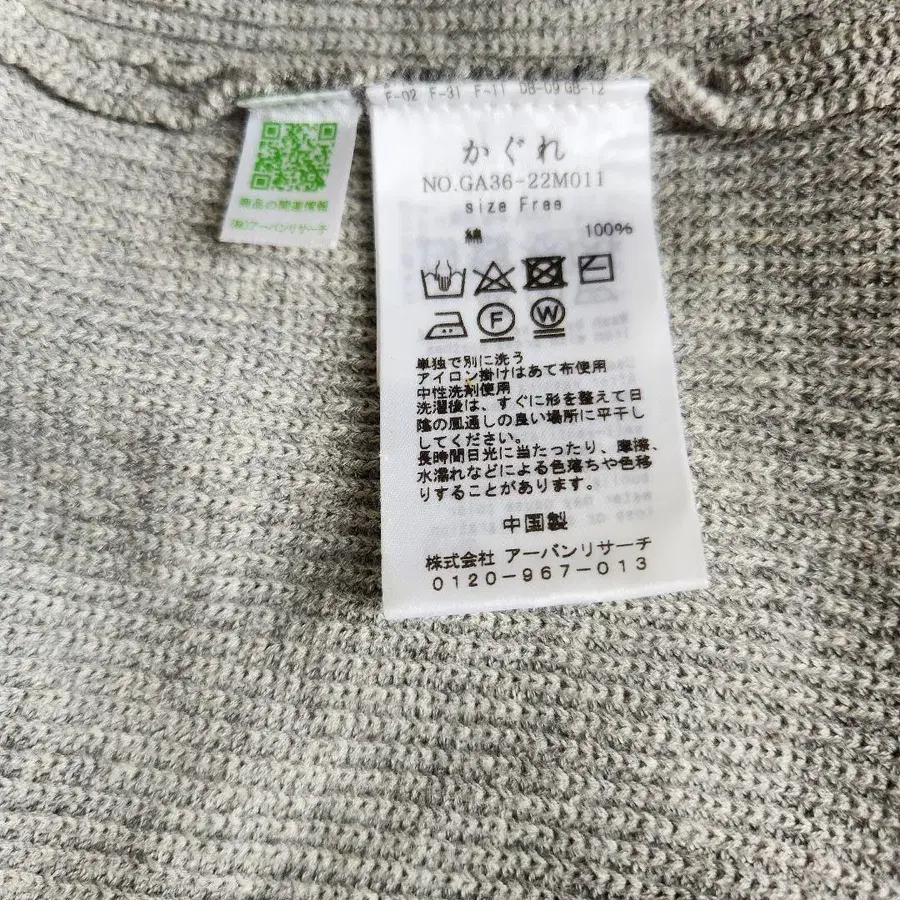 F-02 F-31 F-11 DB-09 GB-12
かぐれ
NO.GA36-22M011
size Free
綿 100%
F W
単独で別に洗う
アイロン掛けはあて布使用
中性洗剤使用
洗濯後は、すぐに形を整えて日
陰の風通しの良い場所に平干し
してください。
長時間日光に当たったり、摩擦、
水濡れなどによる色落ちや色移
りすることがあります。
中国製
株式会社 アーバンリサーチ
0120-967-013
商品の関連情報
(株)アーバンリサーチ